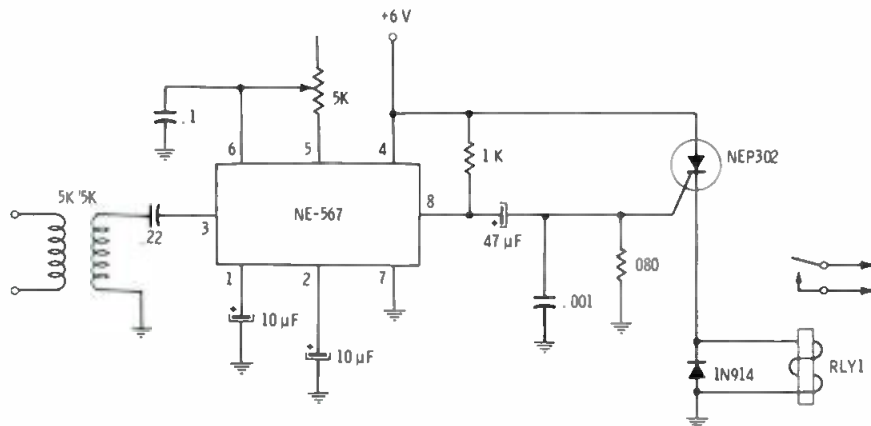 +6 V
5K
.1
6
5
4
1 K
NEP302
5K
5K
.22
3
NE-567
8
47 µF
080
.001
1
2
7
10 µF
10 µF
1N914
RLY1